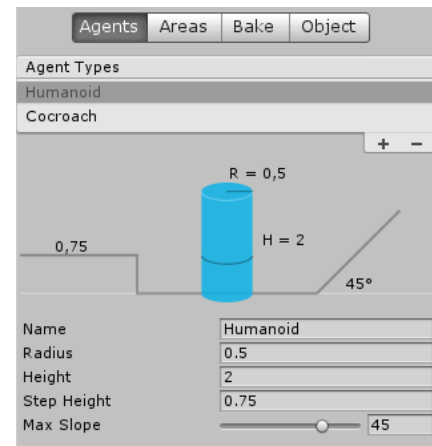 Agents Areas Bake Object
Agent Types
Humanoid
Cocroach
+ −
R = 0,5
0,75
H = 2
45°
Name Humanoid
Radius 0.5
Height 2
Step Height 0.75
Max Slope 45